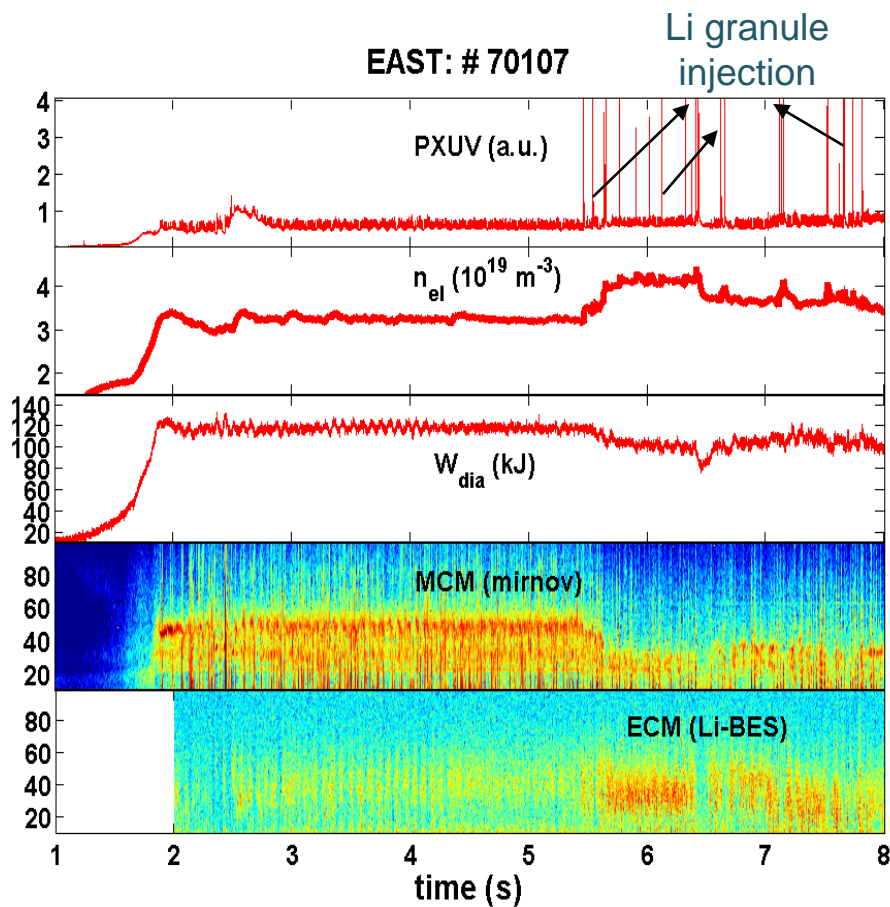 Li granule
injection
EAST: # 70107
4
3
2
1
PXUV (a.u.)
4
3
2
n_el (10^19 m^-3)
140
120
100
80
60
40
20
W_dia (kJ)
80
60
40
20
MCM (mirnov)
80
60
40
20
ECM (Li-BES)
1 2 3 4 5 6 7 8
time (s)